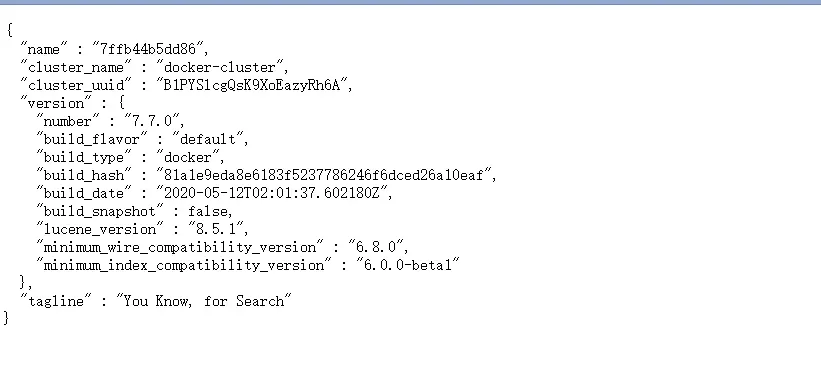 {
"name" : "7ffb44b5dd86",
"cluster_name" : "docker-cluster",
"cluster_uuid" : "B1PYSlcgQsK9XoEazyRh6A",
"version" : {
"number" : "7.7.0",
"build_flavor" : "default",
"build_type" : "docker",
"build_hash" : "81a1e9eda8e6183f5237786246f6dced26a10eaf",
"build_date" : "2020-05-12T02:01:37.602180Z",
"build_snapshot" : false,
"lucene_version" : "8.5.1",
"minimum_wire_compatibility_version" : "6.8.0",
"minimum_index_compatibility_version" : "6.0.0-beta1"
},
"tagline" : "You Know, for Search"
}